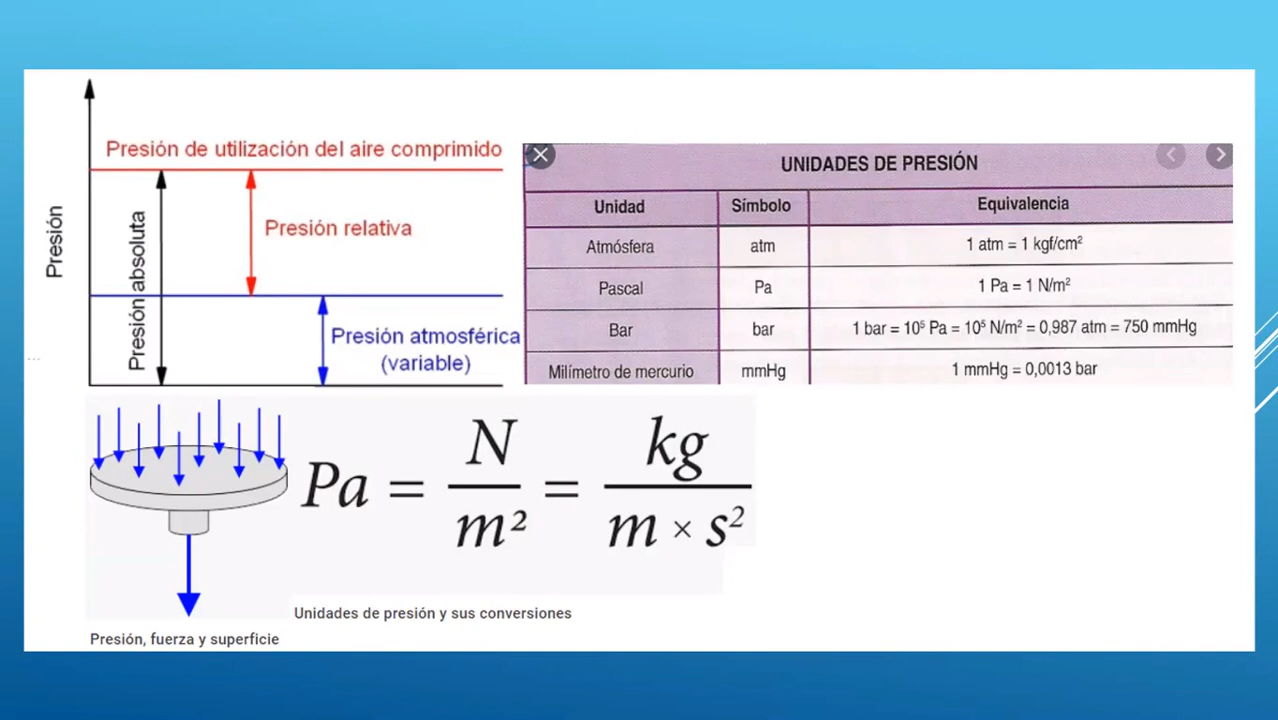 Presión
Presión de utilización del aire comprimido
Presión absoluta
Presión relativa
Presión atmosférica
(variable)
UNIDADES DE PRESIÓN
Unidad Símbolo Equivalencia
Atmósfera atm 1 atm = 1 kgf/cm²
Pascal Pa 1 Pa = 1 N/m²
Bar bar 1 bar = 10⁵ Pa = 10⁵ N/m² = 0,987 atm = 750 mmHg
Milímetro de mercurio mmHg 1 mmHg = 0,0013 bar
Pa = N/m² = kg/m × s²
Unidades de presión y sus conversiones
Presión, fuerza y superficie